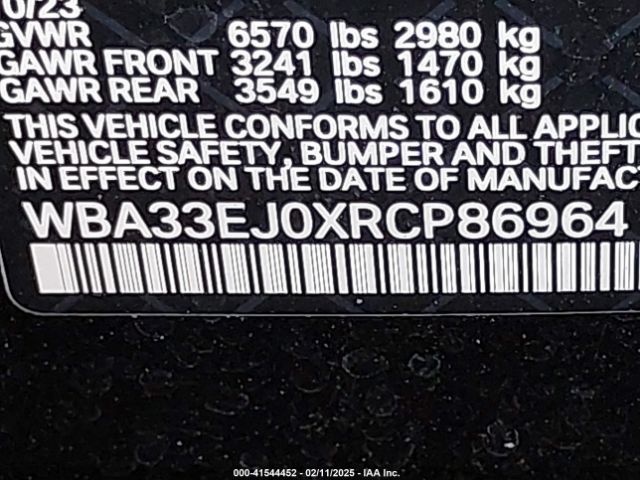 0/23
GVWR 6570 lbs 2980 kg
GAWR FRONT 3241 lbs 1470 kg
GAWR REAR 3549 lbs 1610 kg
THIS VEHICLE CONFORMS TO ALL APPLIC
VEHICLE SAFETY, BUMPER AND THEFT
IN EFFECT ON THE DATE OF MANUFACT
WBA33EJ0XRCP86964
000-41544452 - 02/11/2025 - IAA Inc.